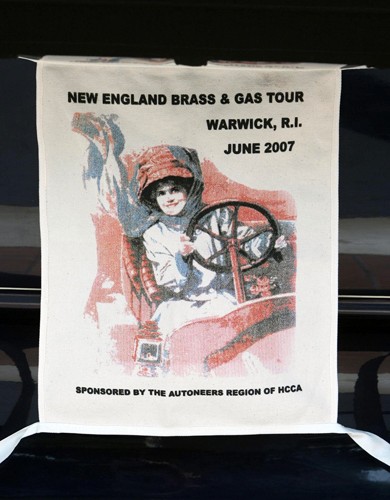 NEW ENGLAND BRASS & GAS TOUR
WARWICK, R.I.
JUNE 2007
SPONSORED BY THE AUTONEERS REGION OF HCCA